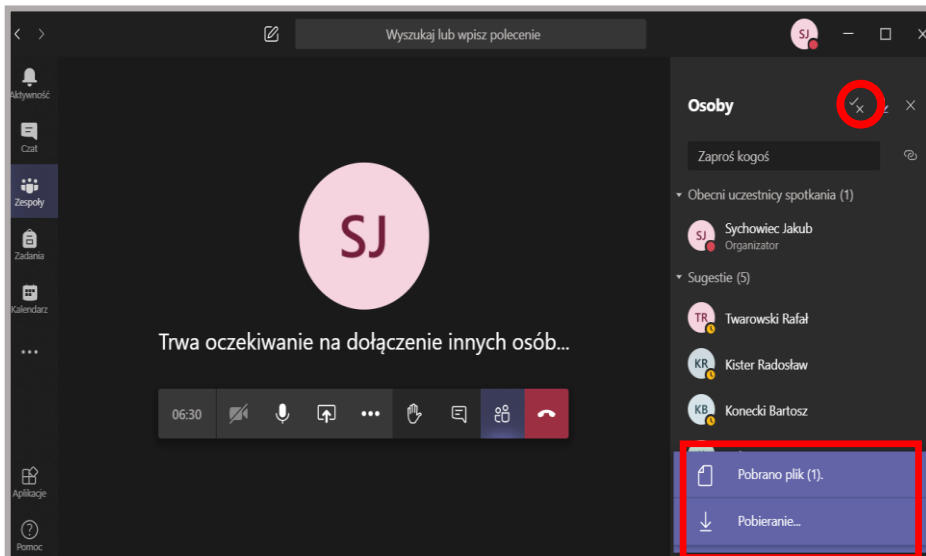 Wyszukaj lub wpisz polecenie
SJ
Aktywność
Czat
Zespoły
Zadania
Kalendarz
Aplikacje
Pomoc
SJ
Trwa oczekiwanie na dołączenie innych osób...
06:30
Osoby
Zaproś kogoś
Obecni uczestnicy spotkania (1)
SJ
Sychowiec Jakub
Organizator
Sugestie (5)
TR
Twarowski Rafał
KR
Kister Radosław
KB
Konecki Bartosz
Pobrano plik (1).
Pobieranie...